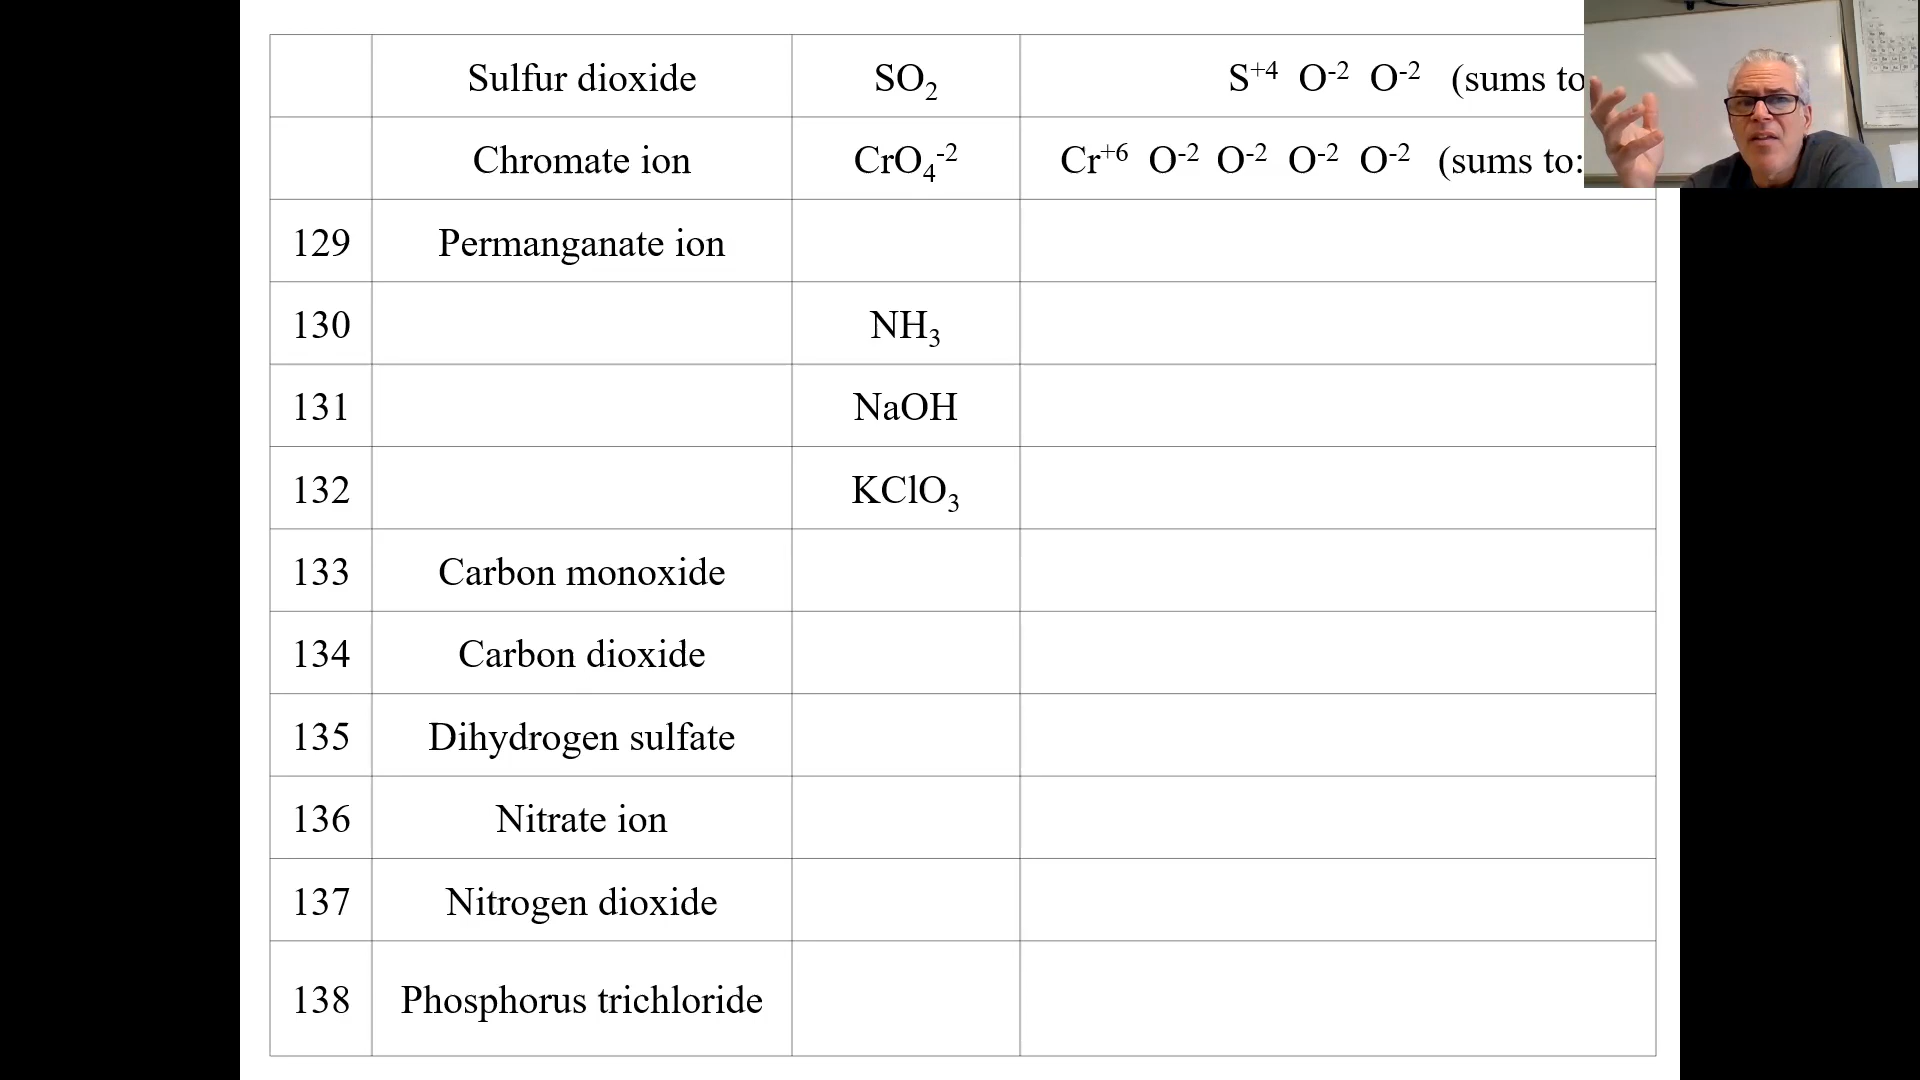 Sulfur dioxide SO₂ S⁺⁴ O⁻² O⁻² (sums to
Chromate ion CrO₄⁻² Cr⁺⁶ O⁻² O⁻² O⁻² O⁻² (sums to:
129 Permanganate ion
130 NH₃
131 NaOH
132 KClO₃
133 Carbon monoxide
134 Carbon dioxide
135 Dihydrogen sulfate
136 Nitrate ion
137 Nitrogen dioxide
138 Phosphorus trichloride